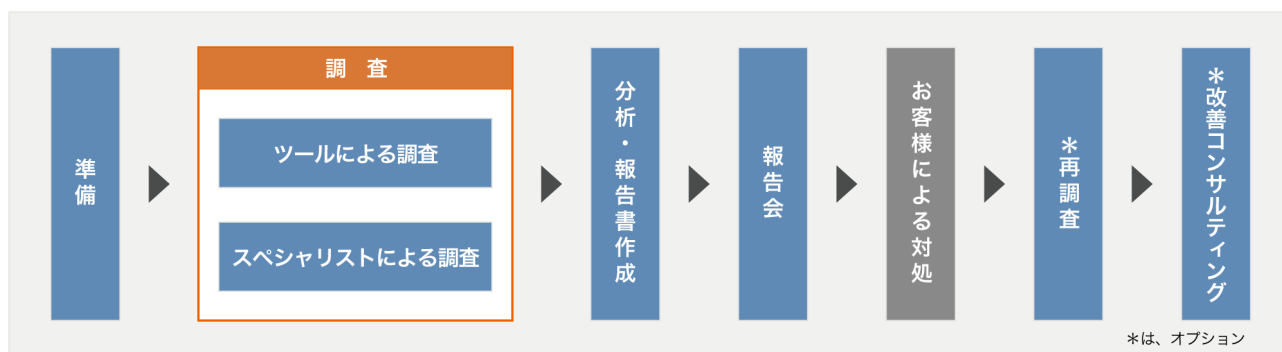 準備
調　査
ツールによる調査
スペシャリストによる調査
分析・報告書作成
報告会
お客様による対処
＊再調査
＊改善コンサルティング
＊は、オプション